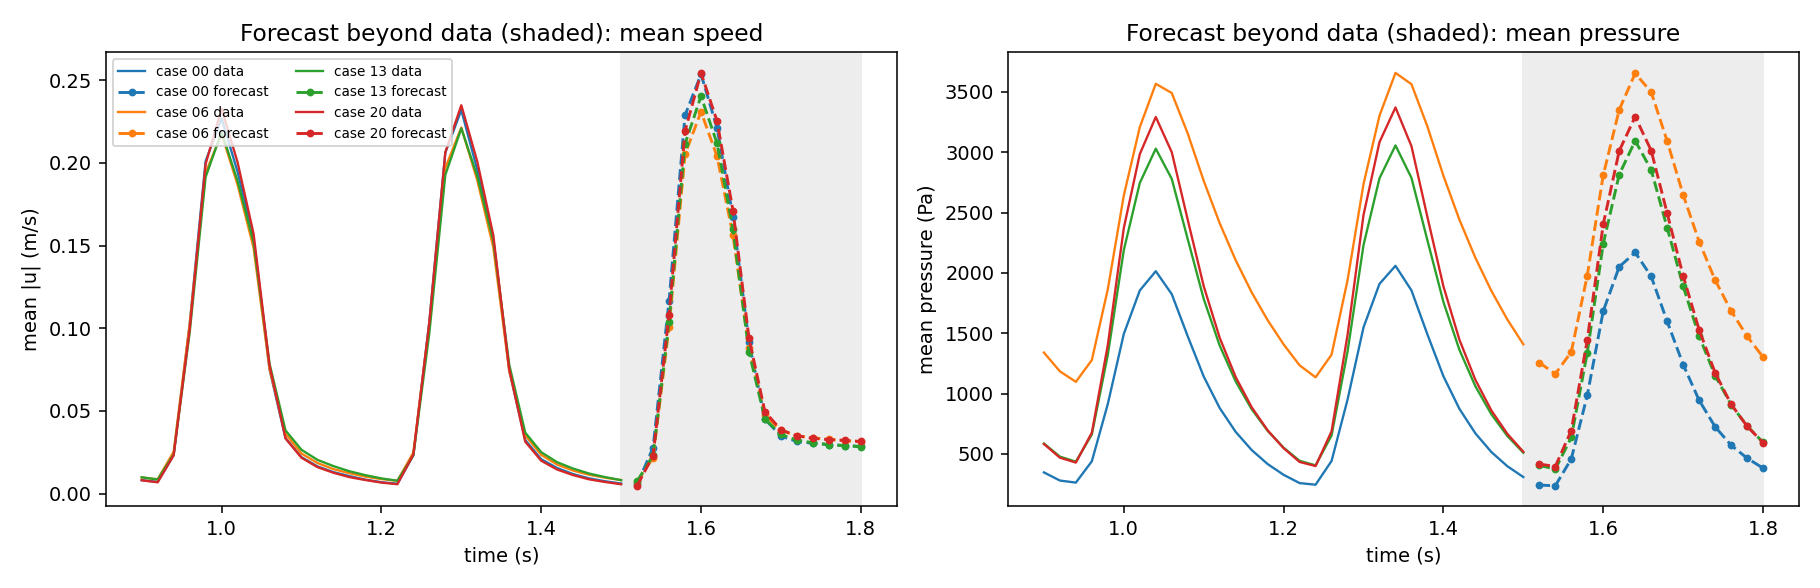 Forecast beyond data (shaded): mean speed
case 00 data
case 00 forecast
case 06 data
case 06 forecast
case 13 data
case 13 forecast
case 20 data
case 20 forecast
mean |u| (m/s)
0.25
0.20
0.15
0.10
0.05
0.00
1.0 1.2 1.4 1.6 1.8
time (s)
Forecast beyond data (shaded): mean pressure
mean pressure (Pa)
3500
3000
2500
2000
1500
1000
500
1.0 1.2 1.4 1.6 1.8
time (s)